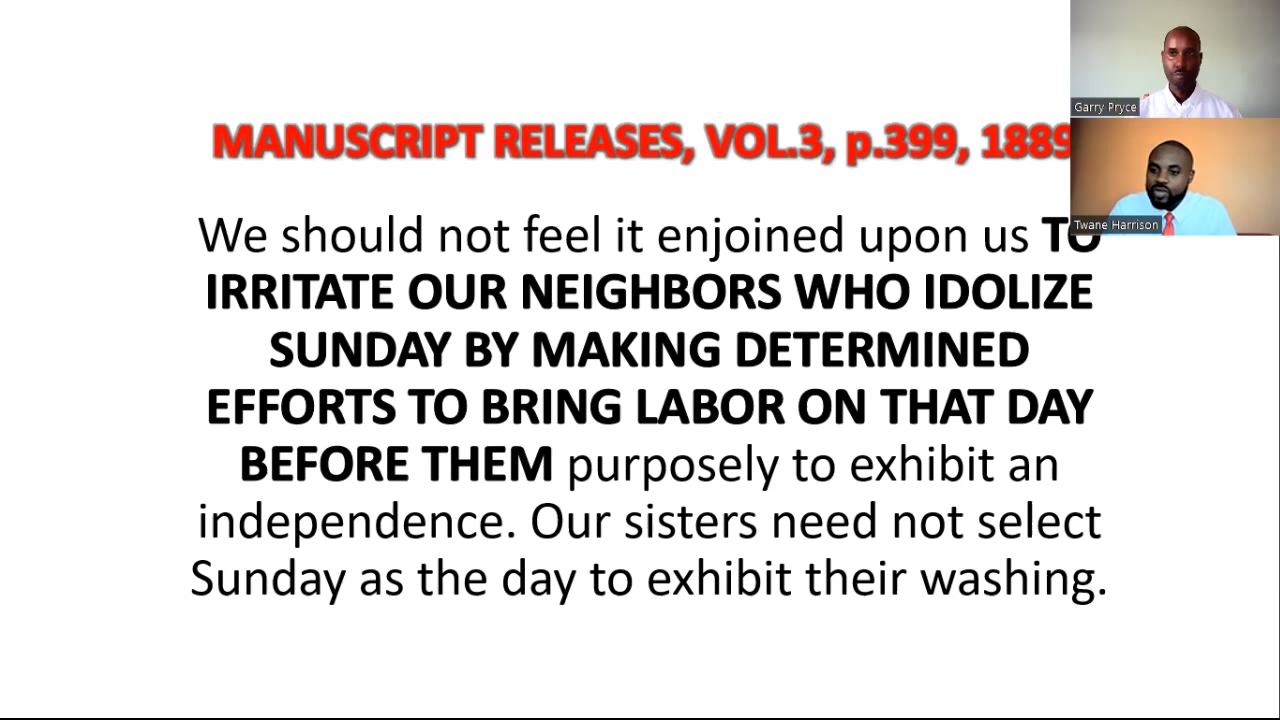 MANUSCRIPT RELEASES, VOL.3, p.399, 1889
We should not feel it enjoined upon us TO
IRRITATE OUR NEIGHBORS WHO IDOLIZE
SUNDAY BY MAKING DETERMINED
EFFORTS TO BRING LABOR ON THAT DAY
BEFORE THEM purposely to exhibit an
independence. Our sisters need not select
Sunday as the day to exhibit their washing.
Garry Pryce
Twane Harrison